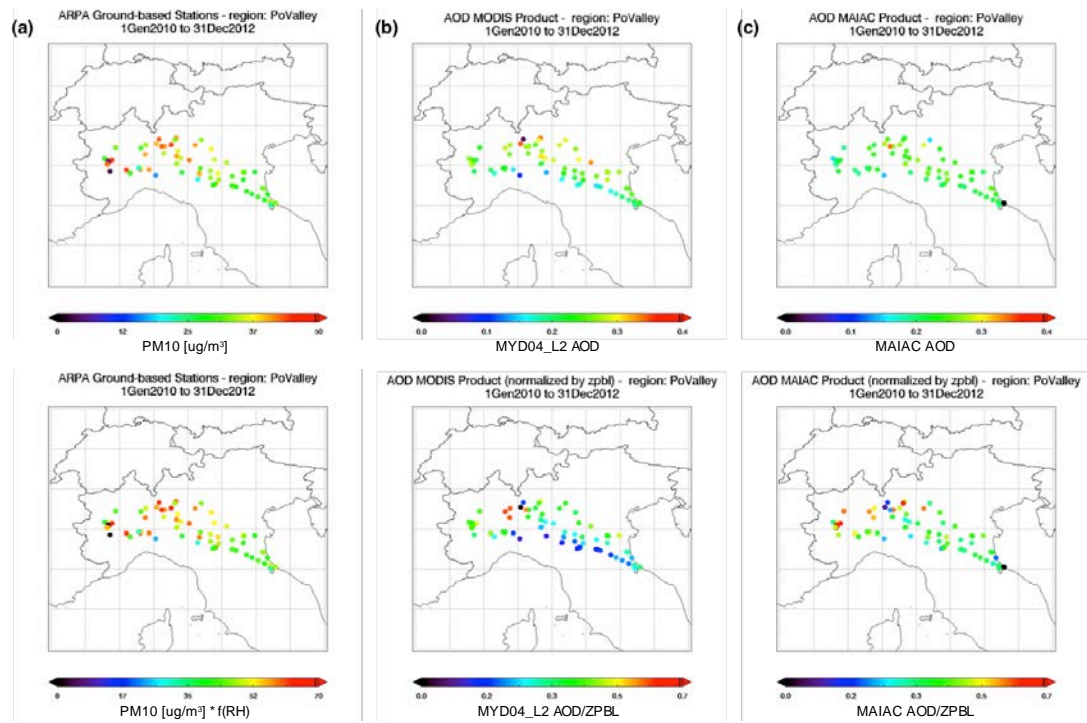 (a)
ARPA Ground-based Stations - region: PoValley
1Gen2010 to 31Dec2012
0 12 25 37 50
PM10 [ug/m³]
(b)
AOD MODIS Product - region: PoValley
1Gen2010 to 31Dec2012
0.0 0.1 0.2 0.3 0.4
MYD04_L2 AOD
(c)
AOD MAIAC Product - region: PoValley
1Gen2010 to 31Dec2012
0.0 0.1 0.2 0.3 0.4
MAIAC AOD
ARPA Ground-based Stations - region: PoValley
1Gen2010 to 31Dec2012
0 17 35 52 70
PM10 [ug/m³] * f(RH)
AOD MODIS Product (normalized by zpbl) - region: PoValley
1Gen2010 to 31Dec2012
0.0 0.2 0.3 0.5 0.7
MYD04_L2 AOD/ZPBL
AOD MAIAC Product (normalized by zpbl) - region: PoValley
1Gen2010 to 31Dec2012
0.0 0.2 0.3 0.5 0.7
MAIAC AOD/ZPBL